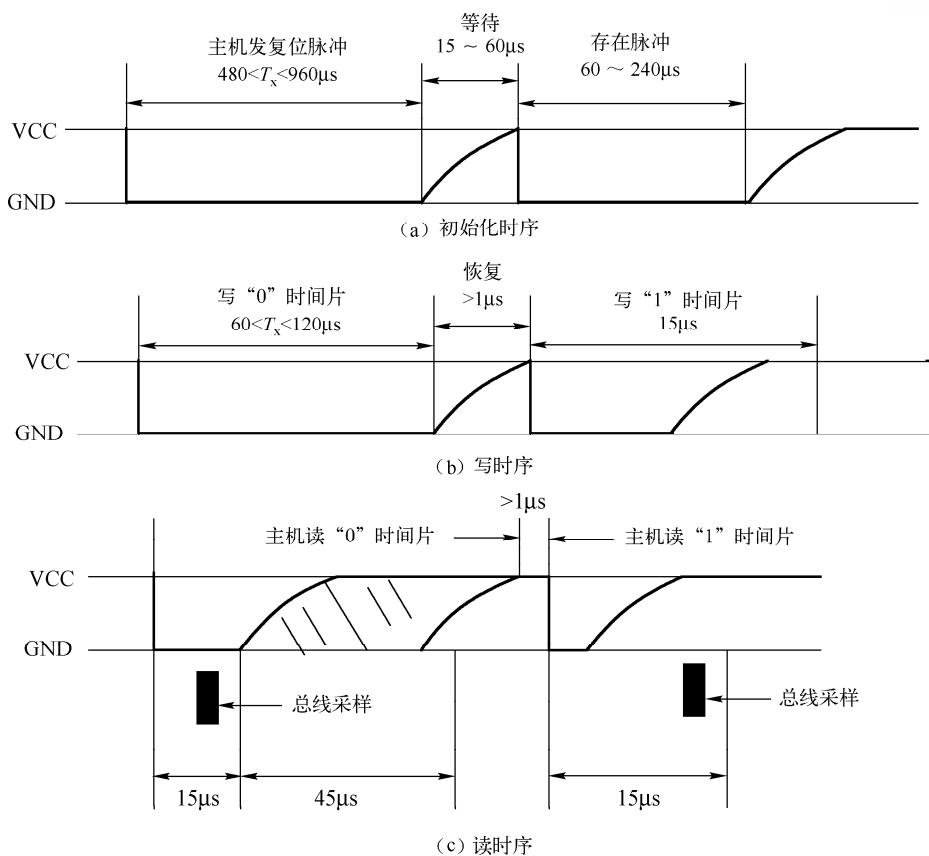 主机发复位脉冲
480<Tx<960μs
等待
15 ～ 60μs
存在脉冲
60 ～ 240μs
VCC
GND
（a）初始化时序
写“0”时间片
60<Tx<120μs
恢复
>1μs
写“1”时间片
15μs
VCC
GND
（b）写时序
>1μs
主机读“0”时间片
主机读“1”时间片
VCC
GND
总线采样
总线采样
15μs
45μs
15μs
（c）读时序